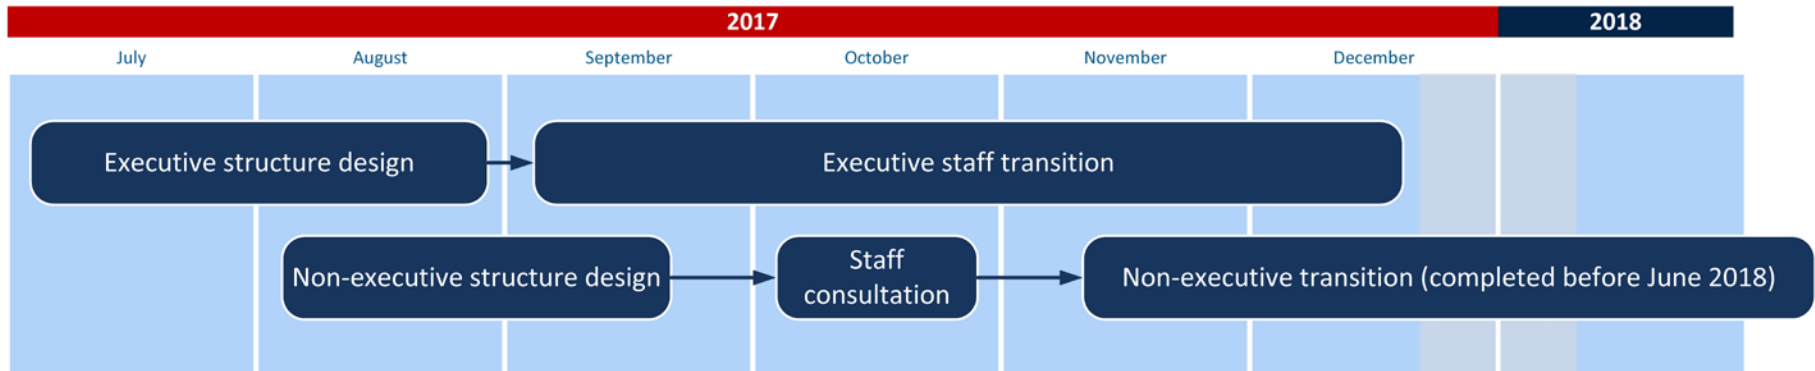 2017
2018
July
August
September
October
November
December
Executive structure design
Executive staff transition
Non-executive structure design
Staff
consultation
Non-executive transition (completed before June 2018)